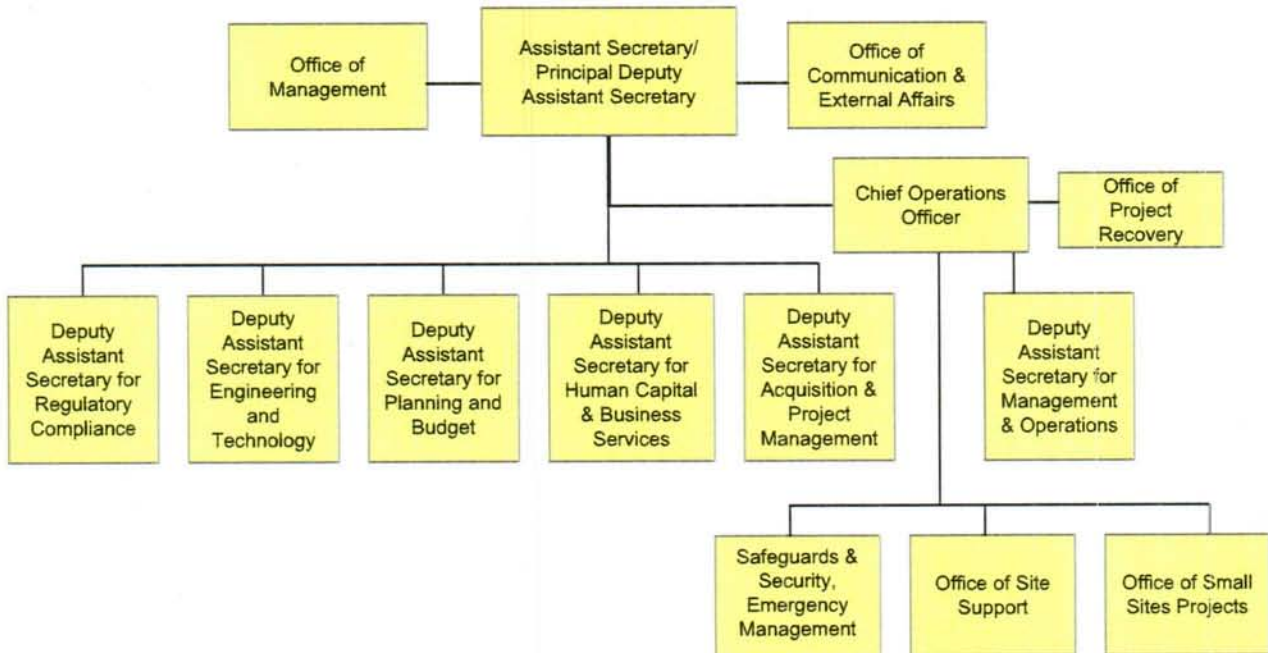 Office of
Management
Assistant Secretary/
Principal Deputy
Assistant Secretary
Office of
Communication &
External Affairs
Chief Operations
Officer
Office of
Project
Recovery
Deputy
Assistant
Secretary for
Regulatory
Compliance
Deputy
Assistant
Secretary for
Engineering
and
Technology
Deputy
Assistant
Secretary for
Planning and
Budget
Deputy
Assistant
Secretary for
Human Capital
& Business
Services
Deputy
Assistant
Secretary for
Acquisition &
Project
Management
Deputy
Assistant
Secretary for
Management
& Operations
Safeguards &
Security,
Emergency
Management
Office of Site
Support
Office of Small
Sites Projects